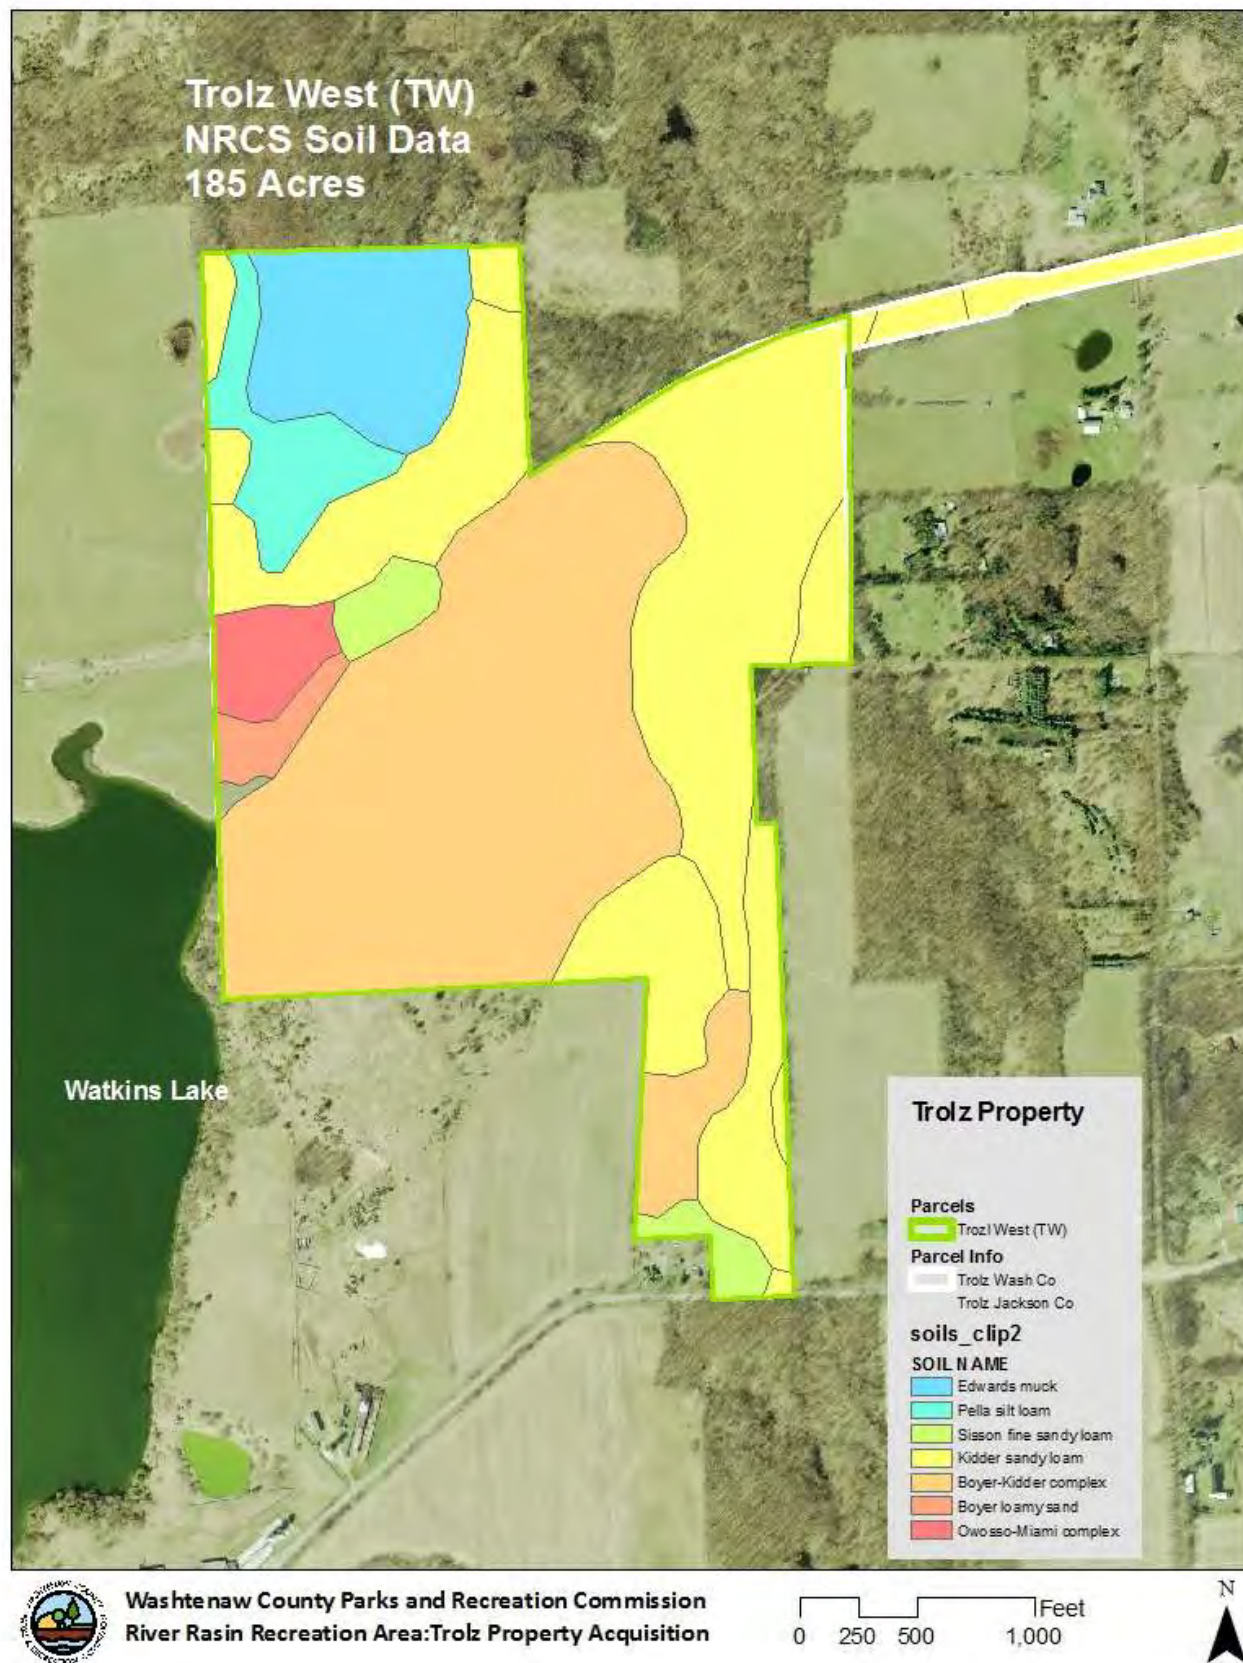 Trolz West (TW)
NRCS Soil Data
185 Acres
Watkins Lake
Trolz Property
Parcels
Trozl West (TW)
Parcel Info
Trolz Wash Co
Trolz Jackson Co
soils_clip2
SOIL NAME
Edwards muck
Pella silt loam
Sisson fine sandy loam
Kidder sandy loam
Boyer-Kidder complex
Boyer loamy sand
Owosso-Miami complex
Washtenaw County Parks and Recreation Commission
River Rasin Recreation Area:Trolz Property Acquisition
Feet
0 250 500 1,000
N